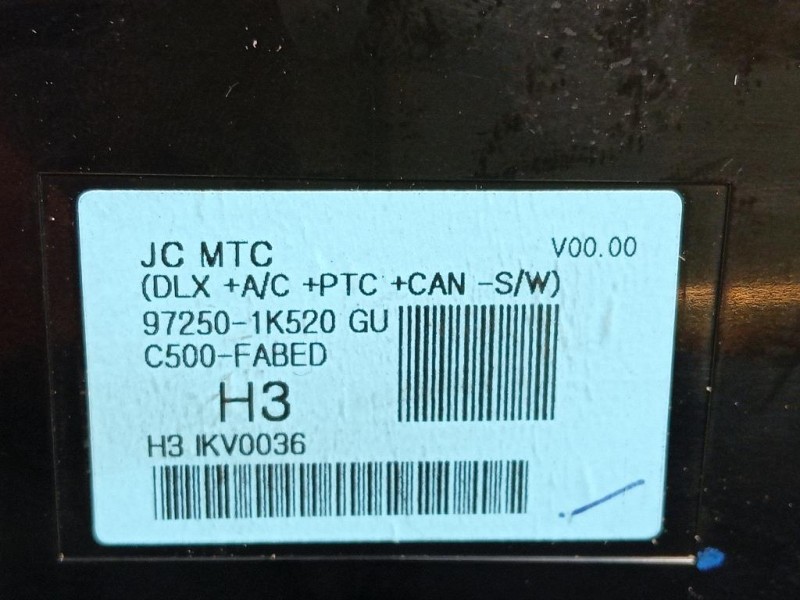 JC MTC V00.00
(DLX +A/C +PTC +CAN -S/W)
97250-1K520 GU
C500-FABED
H3
H3 IKV0036